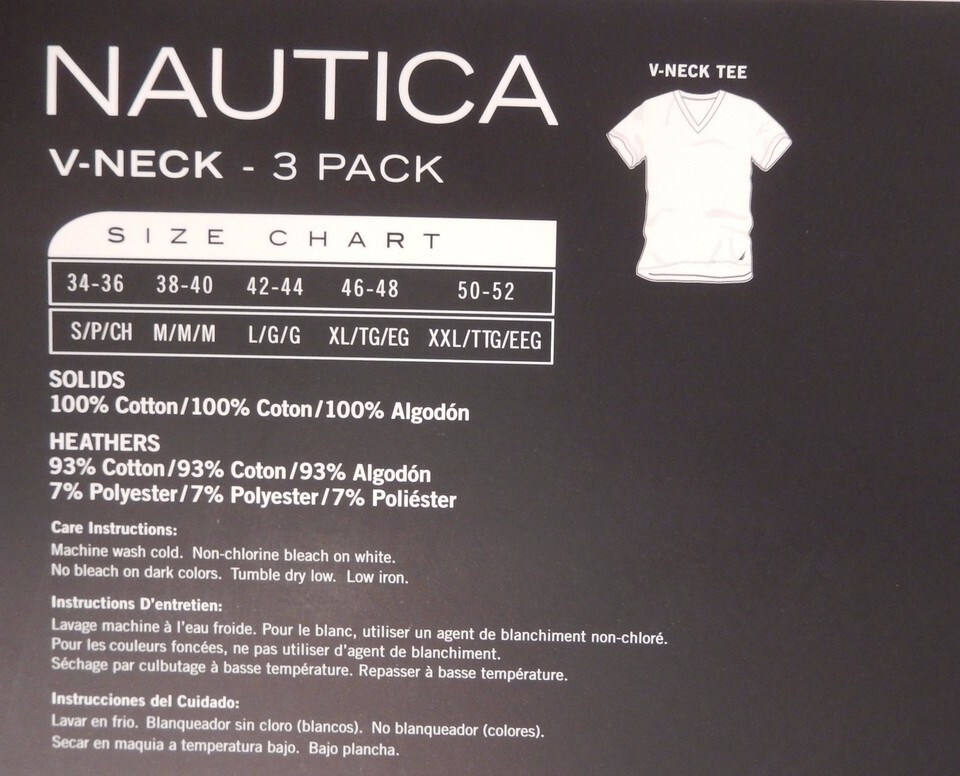 NAUTICA
V-NECK TEE
V-NECK - 3 PACK
SIZE CHART
34-36 38-40 42-44 46-48 50-52
S/P/CH M/M/M L/G/G XL/TG/EG XXL/TTG/EEG
SOLIDS
100% Cotton/100% Coton/100% Algodón
HEATHERS
93% Cotton/93% Coton/93% Algodón
7% Polyester/7% Polyester/7% Poliéster
Care Instructions:
Machine wash cold. Non-chlorine bleach on white.
No bleach on dark colors. Tumble dry low. Low iron.
Instructions D'entretien:
Lavage machine à l'eau froide. Pour le blanc, utiliser un agent de blanchiment non-chloré.
Pour les couleurs foncées, ne pas utiliser d'agent de blanchiment.
Séchage par culbutage à basse température. Repasser à basse température.
Instrucciones del Cuidado:
Lavar en frio. Blanqueador sin cloro (blancos). No blanqueador (colores).
Secar en maquia a temperatura bajo. Bajo plancha.